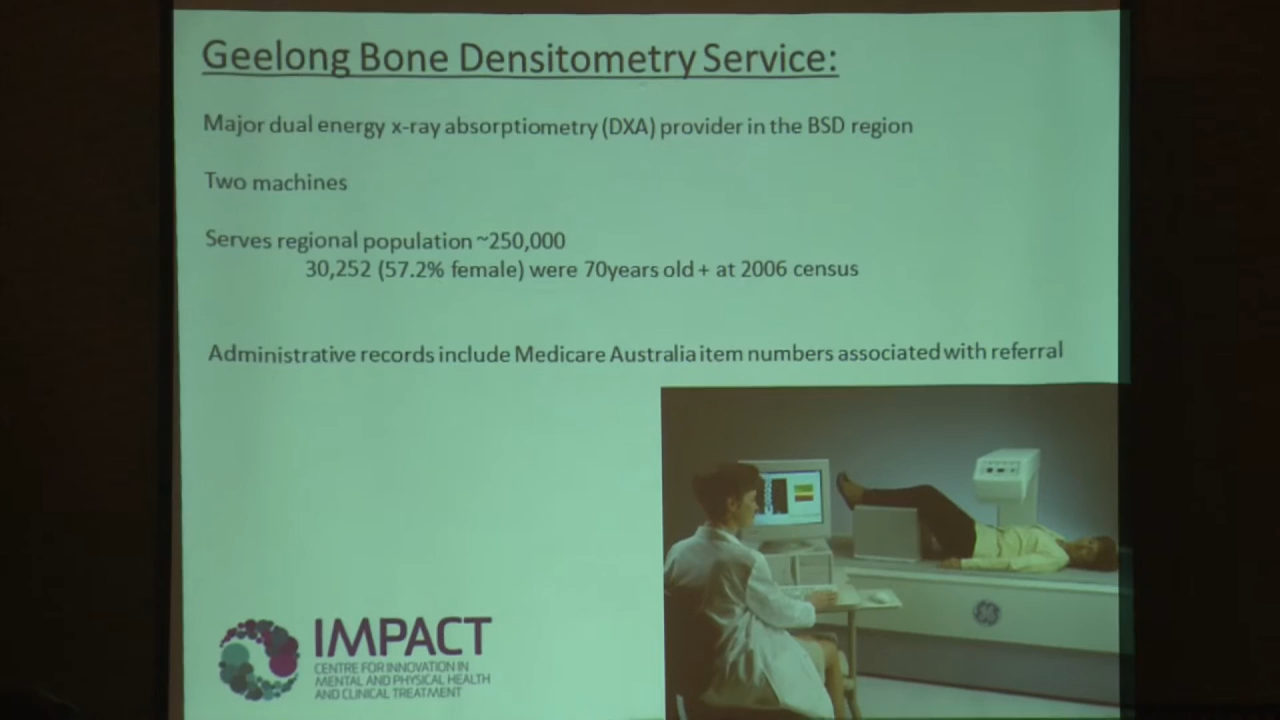 Geelong Bone Densitometry Service:
Major dual energy x-ray absorptiometry (DXA) provider in the BSD region
Two machines
Serves regional population ~250,000
30,252 (57.2% female) were 70years old + at 2006 census
Administrative records include Medicare Australia item numbers associated with referral
IMPACT
CENTRE FOR INNOVATION IN
MENTAL AND PHYSICAL HEALTH
AND CLINICAL TREATMENT